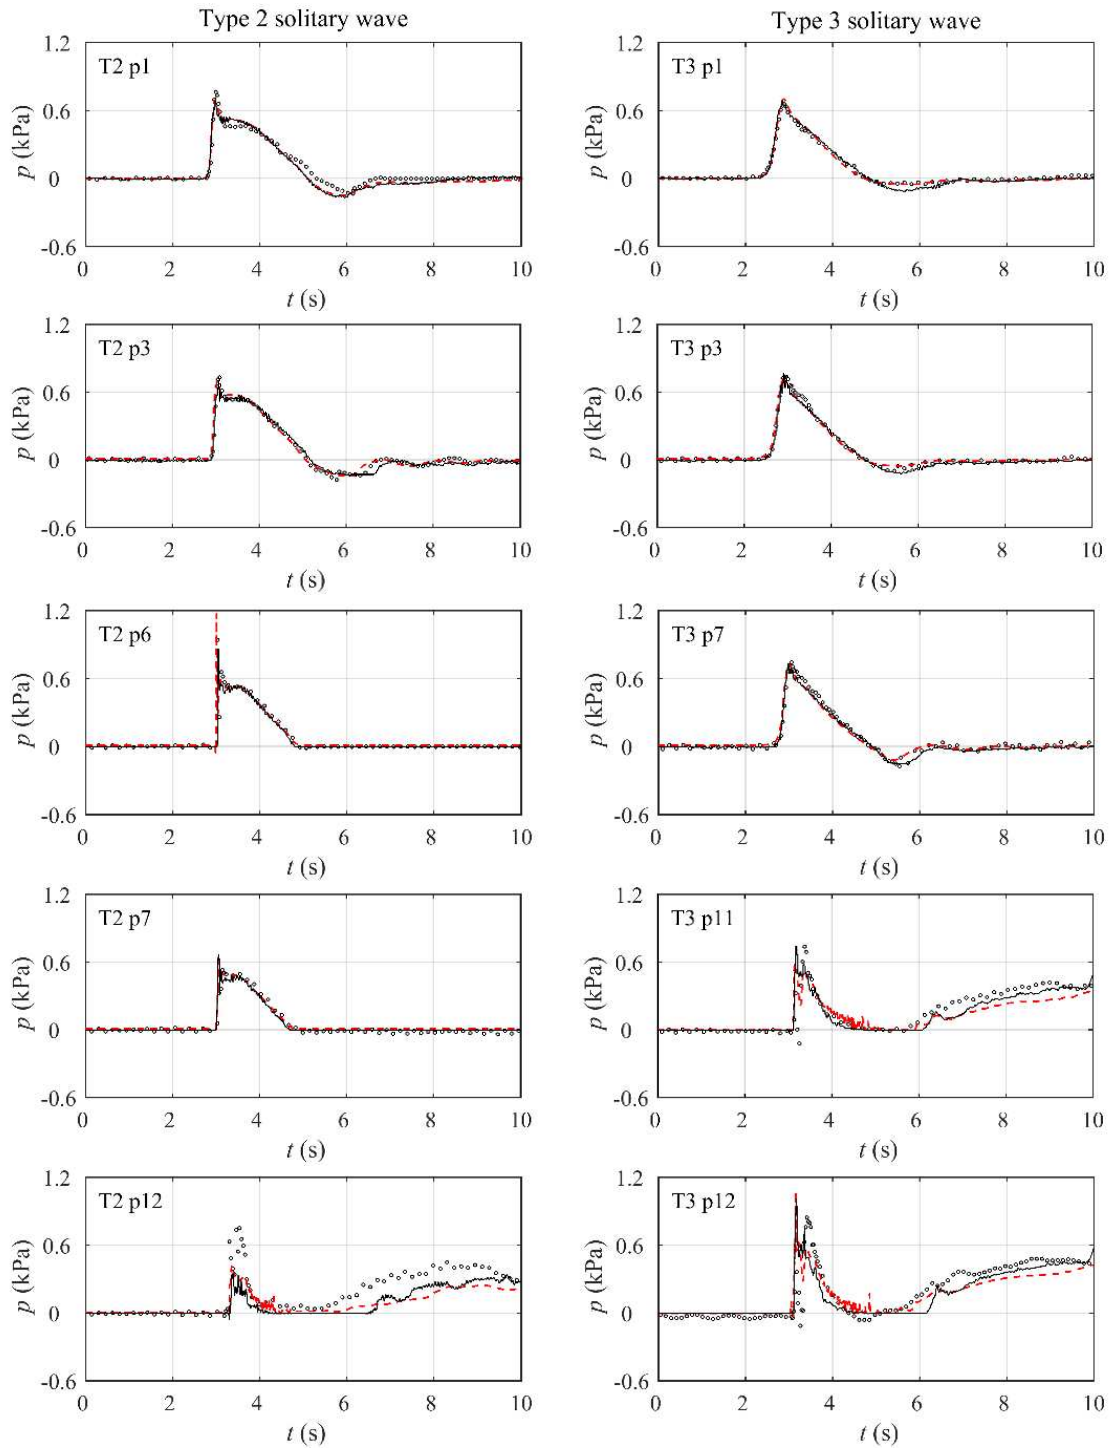 Type 2 solitary wave
Type 3 solitary wave
T2 p1
p (kPa)
1.2
0.6
0
-0.6
0 2 4 6 8 10
t (s)
T3 p1
p (kPa)
1.2
0.6
0
-0.6
0 2 4 6 8 10
t (s)
T2 p3
p (kPa)
1.2
0.6
0
-0.6
0 2 4 6 8 10
t (s)
T3 p3
p (kPa)
1.2
0.6
0
-0.6
0 2 4 6 8 10
t (s)
T2 p6
p (kPa)
1.2
0.6
0
-0.6
0 2 4 6 8 10
t (s)
T3 p7
p (kPa)
1.2
0.6
0
-0.6
0 2 4 6 8 10
t (s)
T2 p7
p (kPa)
1.2
0.6
0
-0.6
0 2 4 6 8 10
t (s)
T3 p11
p (kPa)
1.2
0.6
0
-0.6
0 2 4 6 8 10
t (s)
T2 p12
p (kPa)
1.2
0.6
0
-0.6
0 2 4 6 8 10
t (s)
T3 p12
p (kPa)
1.2
0.6
0
-0.6
0 2 4 6 8 10
t (s)